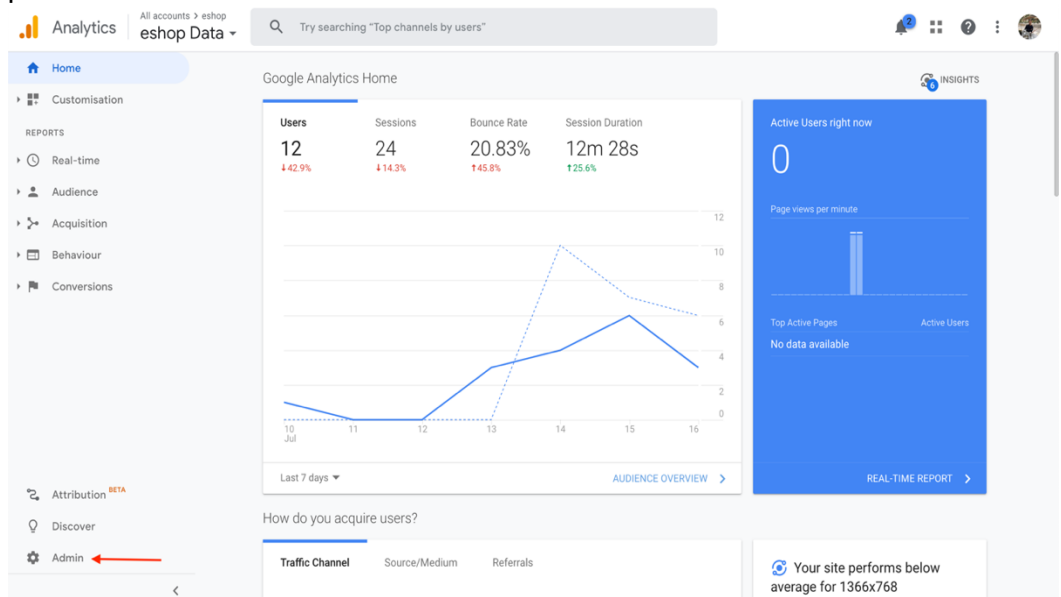 Analytics
All accounts > eshop
eshop Data
Try searching "Top channels by users"
2
Home
Customisation
REPORTS
Real-time
Audience
Acquisition
Behaviour
Conversions
Attribution BETA
Discover
Admin
Google Analytics Home
6 INSIGHTS
Users Sessions Bounce Rate Session Duration
12 24 20.83% 12m 28s
↓42.9% ↓14.3% ↑45.8% ↑25.6%
12
10
8
6
4
2
0
10 11 12 13 14 15 16
Jul
Last 7 days
AUDIENCE OVERVIEW >
Active Users right now
0
Page views per minute
Top Active Pages Active Users
No data available
REAL-TIME REPORT >
How do you acquire users?
Traffic Channel Source/Medium Referrals
Your site performs below
average for 1366x768